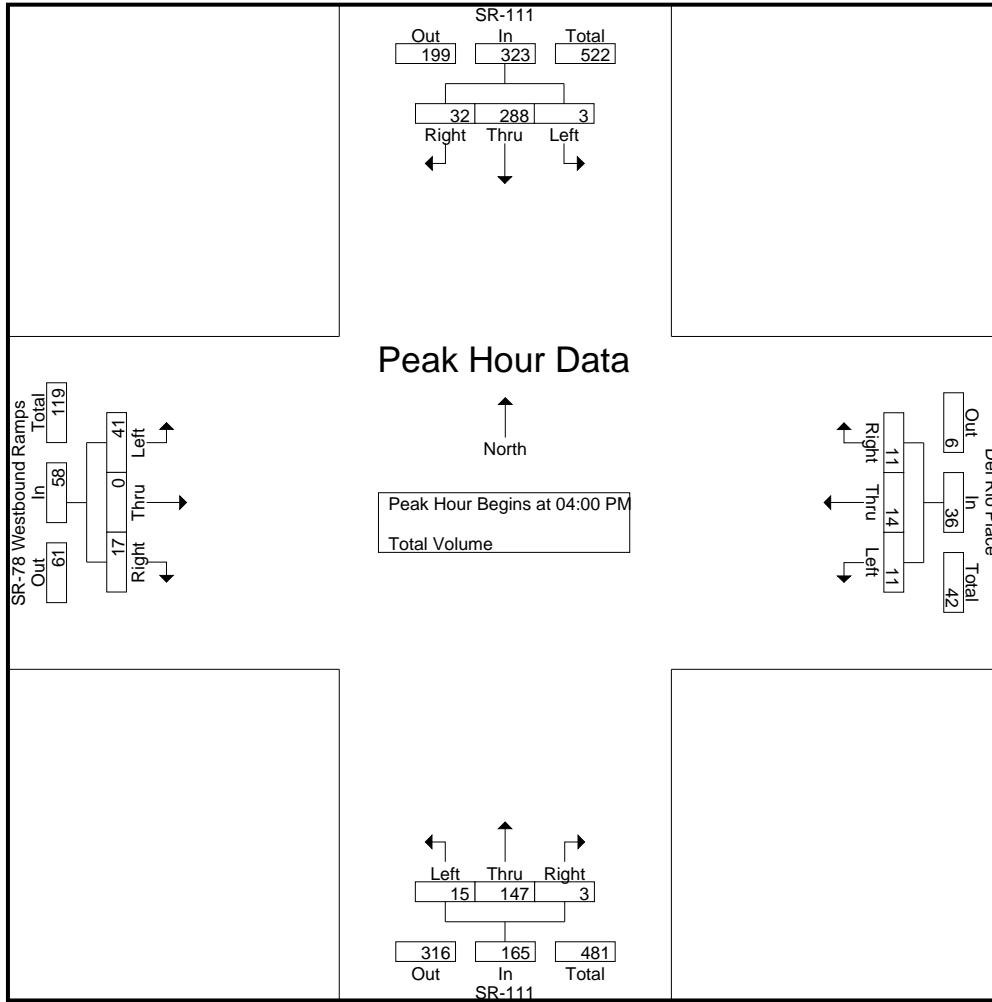 SR-111
Out In Total
199 323 522
32 288 3
Right Thru Left
Peak Hour Data
North
Peak Hour Begins at 04:00 PM
Total Volume
SR-78 Westbound Ramps
Out In Total
61 58 119
17 0 41
Right Thru Left
Del Rio Place
Out In Total
6 36 42
11 14 11
Right Thru Left
Left Thru Right
15 147 3
316 165 481
Out In Total
SR-111